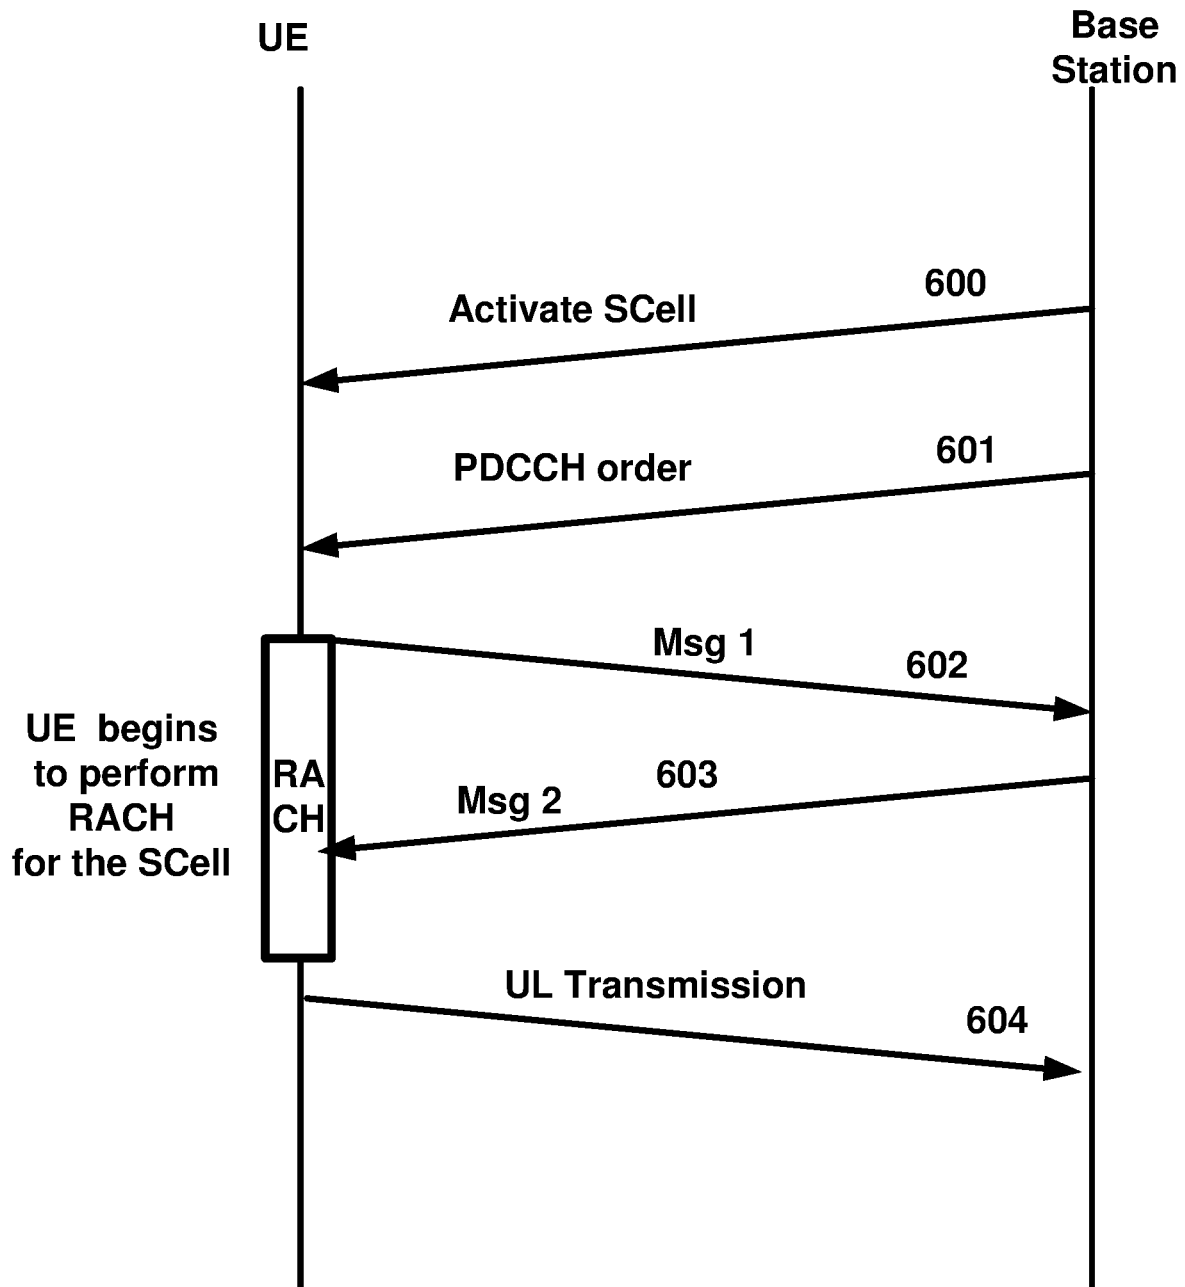 UE
Base
Station
600
Activate SCell
601
PDCCH order
Msg 1
602
UE begins
to perform
RACH
for the SCell
RA
CH
603
Msg 2
UL Transmission
604